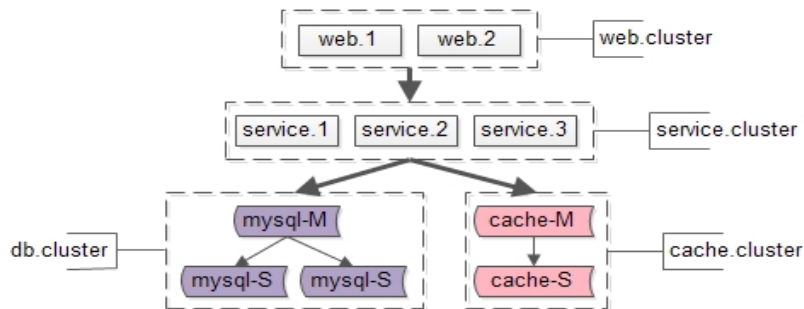 web.1 web.2 web.cluster
service.1 service.2 service.3 service.cluster
mysql-M cache-M
db.cluster cache.cluster
mysql-S mysql-S cache-S